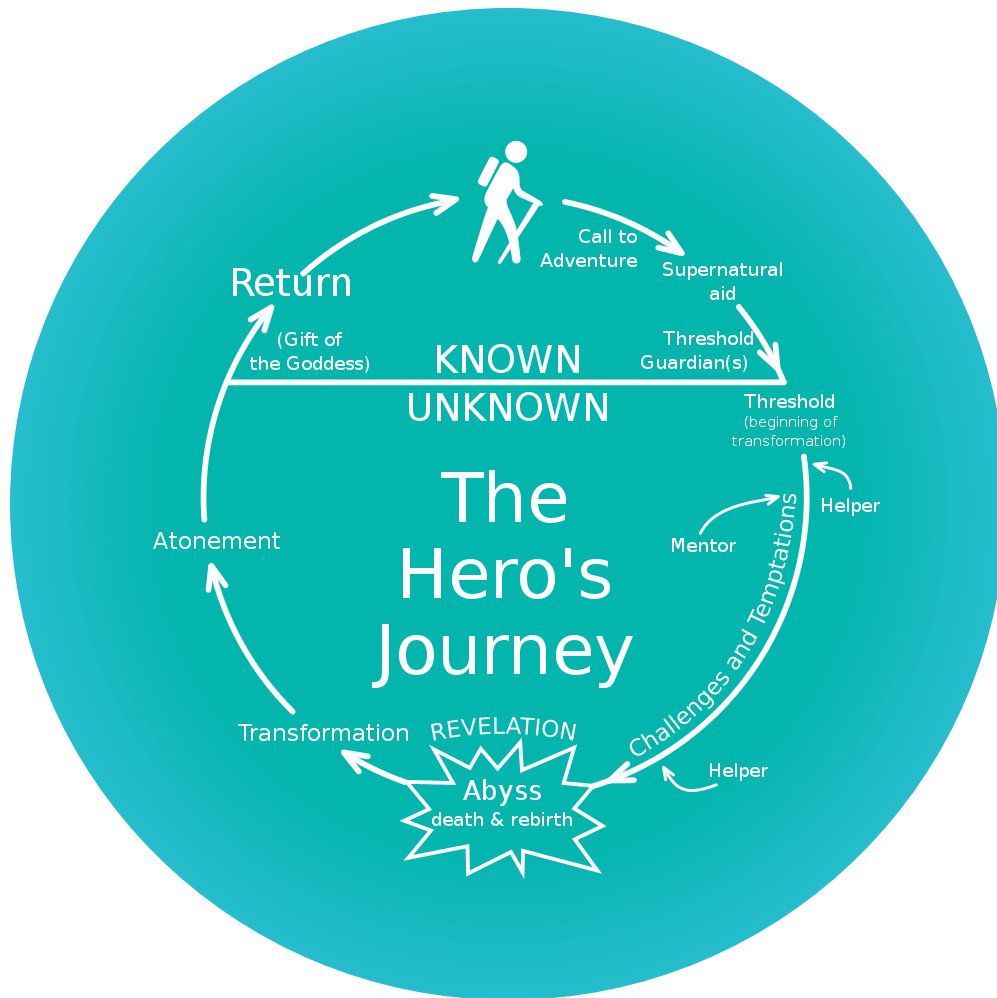 Call to
Adventure
Supernatural
aid
Return
(Gift of
the Goddess)
KNOWN
Threshold
Guardian(s)
UNKNOWN
Threshold
(beginning of
transformation)
Helper
Mentor
Challenges and Temptations
The
Hero's
Journey
Atonement
Transformation
REVELATION
Helper
Abyss
death & rebirth